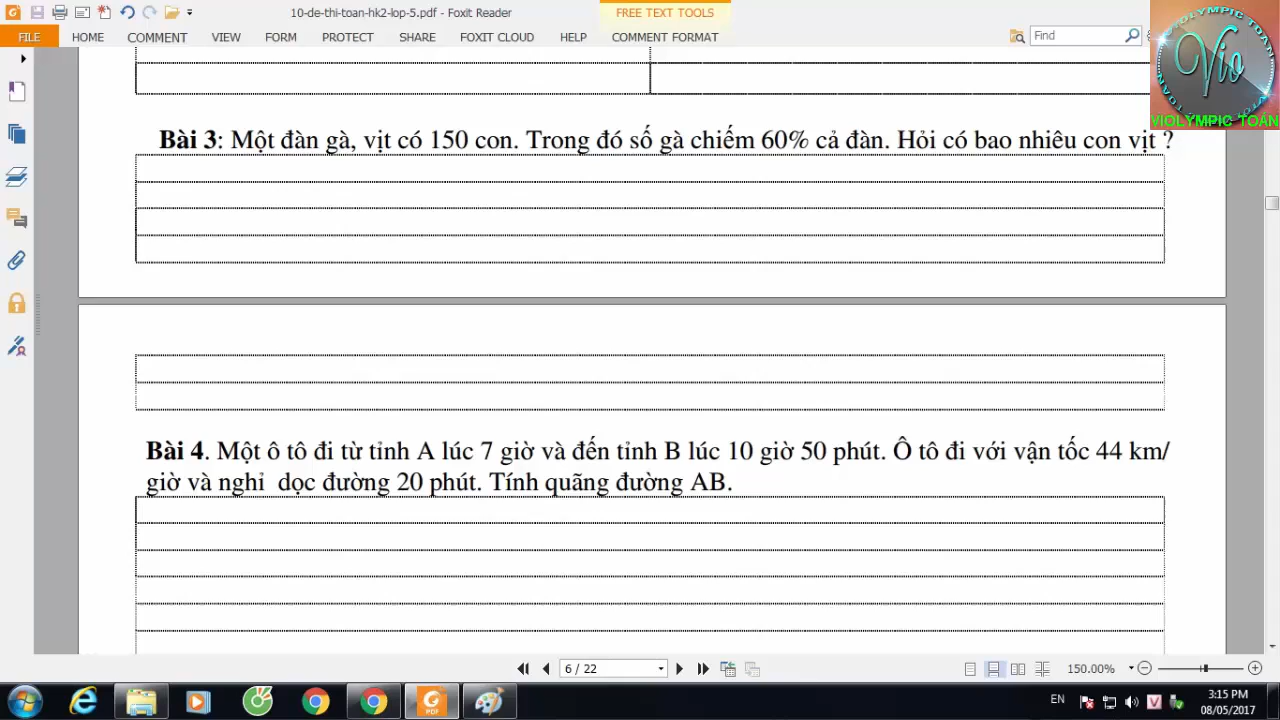 10-de-thi-toan-hk2-lop-5.pdf - Foxit Reader
FREE TEXT TOOLS
FILE HOME COMMENT VIEW FORM PROTECT SHARE FOXIT CLOUD HELP COMMENT FORMAT Find
Vio
VIOLYMPIC TOÁN
Bài 3: Một đàn gà, vịt có 150 con. Trong đó số gà chiếm 60% cả đàn. Hỏi có bao nhiêu con vịt ?
Bài 4. Một ô tô đi từ tỉnh A lúc 7 giờ và đến tỉnh B lúc 10 giờ 50 phút. Ô tô đi với vận tốc 44 km/
giờ và nghỉ dọc đường 20 phút. Tính quãng đường AB.
6 / 22
150.00%
PDF
EN
3:15 PM
08/05/2017